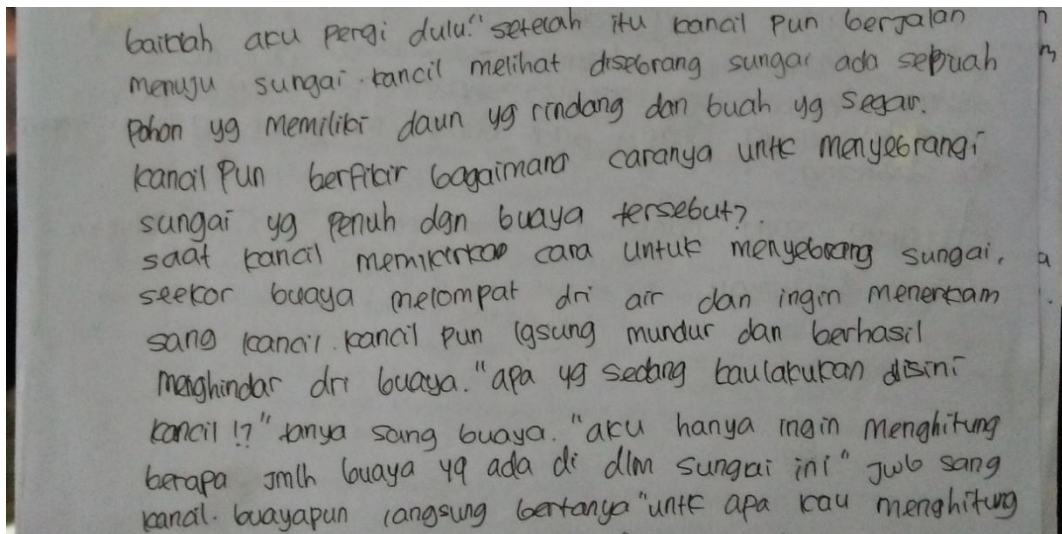 baiklah aku pergi dulu." setelah itu kancil pun berjalan
menuju sungai. kancil melihat disebrang sungai ada sebuah
Pohon yg memiliki daun yg rindang dan buah yg segar.
kancil Pun berfikir bagaimana caranya untk menyebrangi
sungai yg penuh dgn buaya tersebut?.
saat kancil memikirkan cara untuk menyebrang sungai,
seekor buaya melompat dri air dan ingin menerkam
sang kancil. kancil pun lgsung mundur dan berhasil
menghindar dri buaya. "apa yg sedang kaulakukan disini
kancil !?" tanya sang buaya. "aku hanya ingin menghitung
berapa jmlh buaya yg ada di dlm sungai ini" jwb sang
kancil. buayapun langsung bertanya "untk apa kau menghitung